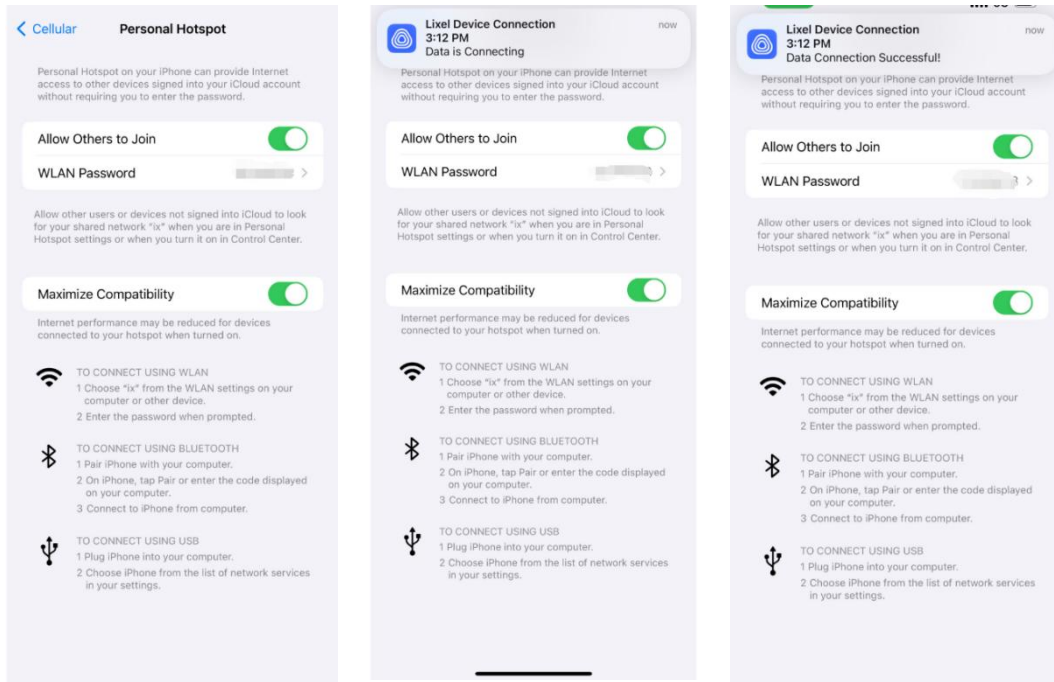 Cellular
Personal Hotspot
Personal Hotspot on your iPhone can provide Internet
access to other devices signed into your iCloud account
without requiring you to enter the password.
Allow Others to Join
WLAN Password
Allow other users or devices not signed into iCloud to look
for your shared network "ix" when you are in Personal
Hotspot settings or when you turn it on in Control Center.
Maximize Compatibility
Internet performance may be reduced for devices
connected to your hotspot when turned on.
TO CONNECT USING WLAN
1 Choose "ix" from the WLAN settings on your
computer or other device.
2 Enter the password when prompted.
TO CONNECT USING BLUETOOTH
1 Pair iPhone with your computer.
2 On iPhone, tap Pair or enter the code displayed
on your computer.
3 Connect to iPhone from computer.
TO CONNECT USING USB
1 Plug iPhone into your computer.
2 Choose iPhone from the list of network services
in your settings.
Lixel Device Connection
now
3:12 PM
Data is Connecting
Personal Hotspot on your iPhone can provide Internet
access to other devices signed into your iCloud account
without requiring you to enter the password.
Allow Others to Join
WLAN Password
Allow other users or devices not signed into iCloud to look
for your shared network "ix" when you are in Personal
Hotspot settings or when you turn it on in Control Center.
Maximize Compatibility
Internet performance may be reduced for devices
connected to your hotspot when turned on.
TO CONNECT USING WLAN
1 Choose "ix" from the WLAN settings on your
computer or other device.
2 Enter the password when prompted.
TO CONNECT USING BLUETOOTH
1 Pair iPhone with your computer.
2 On iPhone, tap Pair or enter the code displayed
on your computer.
3 Connect to iPhone from computer.
TO CONNECT USING USB
1 Plug iPhone into your computer.
2 Choose iPhone from the list of network services
in your settings.
Lixel Device Connection
now
3:12 PM
Data Connection Successful!
Personal Hotspot on your iPhone can provide Internet
access to other devices signed into your iCloud account
without requiring you to enter the password.
Allow Others to Join
WLAN Password
Allow other users or devices not signed into iCloud to look
for your shared network "ix" when you are in Personal
Hotspot settings or when you turn it on in Control Center.
Maximize Compatibility
Internet performance may be reduced for devices
connected to your hotspot when turned on.
TO CONNECT USING WLAN
1 Choose "ix" from the WLAN settings on your
computer or other device.
2 Enter the password when prompted.
TO CONNECT USING BLUETOOTH
1 Pair iPhone with your computer.
2 On iPhone, tap Pair or enter the code displayed
on your computer.
3 Connect to iPhone from computer.
TO CONNECT USING USB
1 Plug iPhone into your computer.
2 Choose iPhone from the list of network services
in your settings.